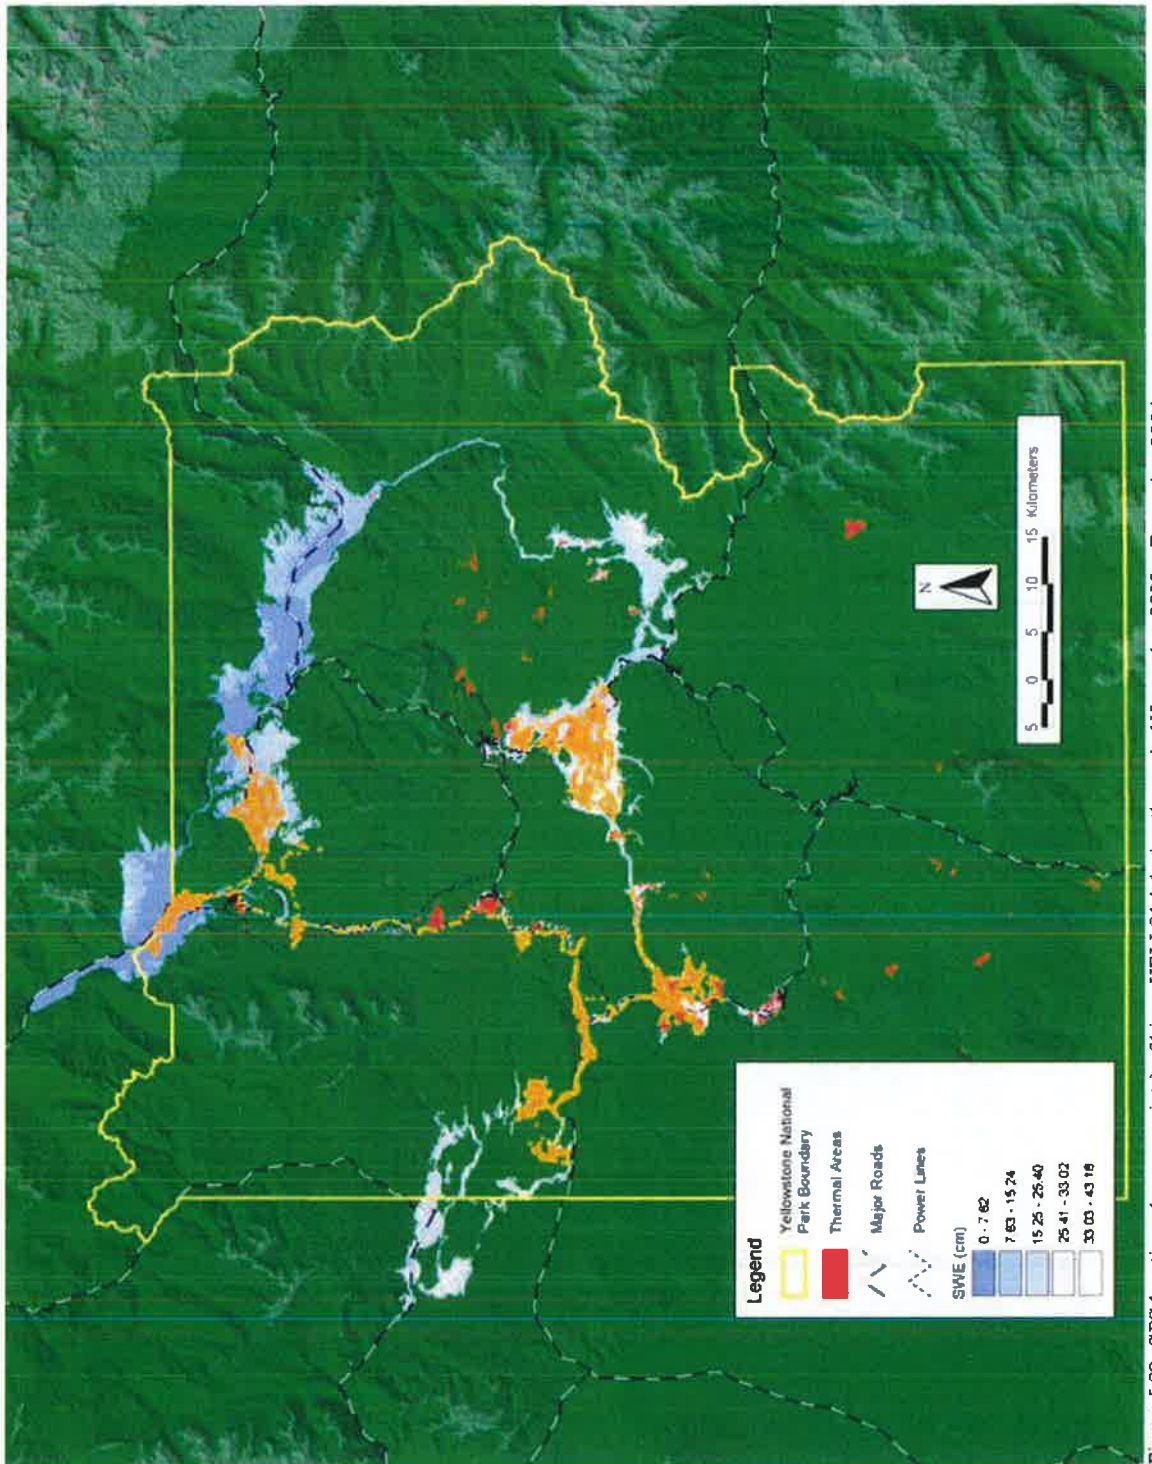 N
5 0 5 10 15 Kilometers
Legend
Yellowstone National
Park Boundary
Thermal Areas
Major Roads
Power Lines
SWE (cm)
0 - 7.62
7.63 - 15.24
15.25 - 25.40
25.41 - 33.02
33.03 - 43.18